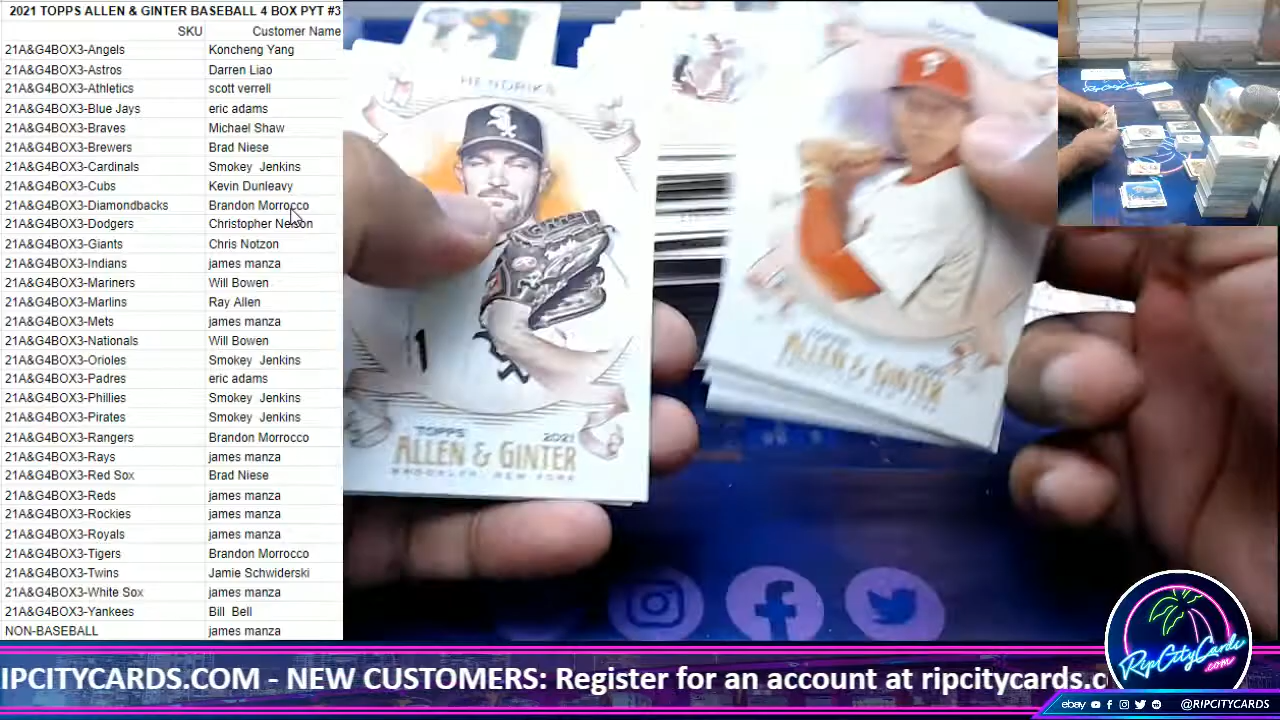 2021 TOPPS ALLEN & GINTER BASEBALL 4 BOX PYT #3
SKU Customer Name
21A&G4BOX3-Angels Koncheng Yang
21A&G4BOX3-Astros Darren Liao
21A&G4BOX3-Athletics scott verrell
21A&G4BOX3-Blue Jays eric adams
21A&G4BOX3-Braves Michael Shaw
21A&G4BOX3-Brewers Brad Niese
21A&G4BOX3-Cardinals Smokey Jenkins
21A&G4BOX3-Cubs Kevin Dunleavy
21A&G4BOX3-Diamondbacks Brandon Morrocco
21A&G4BOX3-Dodgers Christopher Nelson
21A&G4BOX3-Giants Chris Notzon
21A&G4BOX3-Indians james manza
21A&G4BOX3-Mariners Will Bowen
21A&G4BOX3-Marlins Ray Allen
21A&G4BOX3-Mets james manza
21A&G4BOX3-Nationals Will Bowen
21A&G4BOX3-Orioles Smokey Jenkins
21A&G4BOX3-Padres eric adams
21A&G4BOX3-Phillies Smokey Jenkins
21A&G4BOX3-Pirates Smokey Jenkins
21A&G4BOX3-Rangers Brandon Morrocco
21A&G4BOX3-Rays james manza
21A&G4BOX3-Red Sox Brad Niese
21A&G4BOX3-Reds james manza
21A&G4BOX3-Rockies james manza
21A&G4BOX3-Royals james manza
21A&G4BOX3-Tigers Brandon Morrocco
21A&G4BOX3-Twins Jamie Schwiderski
21A&G4BOX3-White Sox james manza
21A&G4BOX3-Yankees Bill Bell
NON-BASEBALL james manza
HENDRIKS
TOPPS 2021
ALLEN & GINTER
BROOKLYN, NEW YORK
TOPPS
ALLEN & GINTER
IPCITYCARDS.COM - NEW CUSTOMERS: Register for an account at ripcitycards.c
RipCityCards
.com
ebay @RIPCITYCARDS